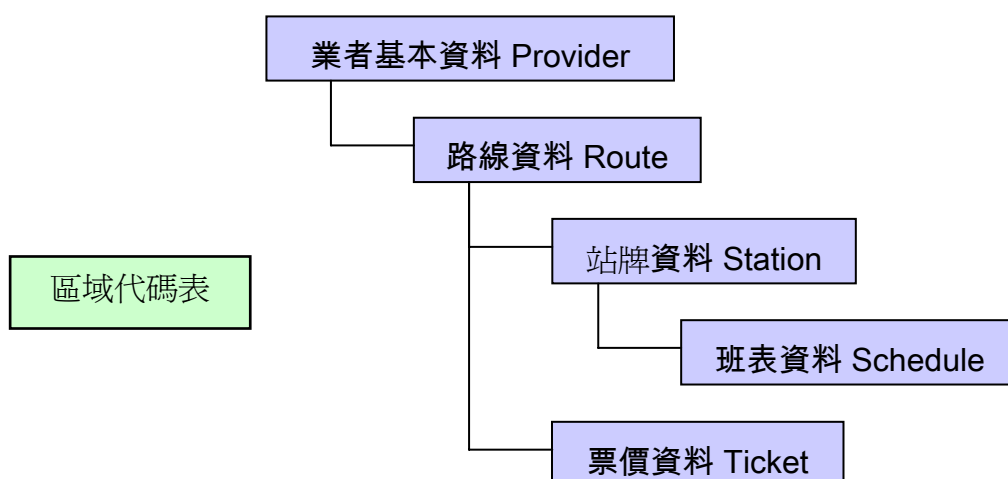 業者基本資料 Provider
路線資料 Route
站牌資料 Station
區域代碼表
班表資料 Schedule
票價資料 Ticket